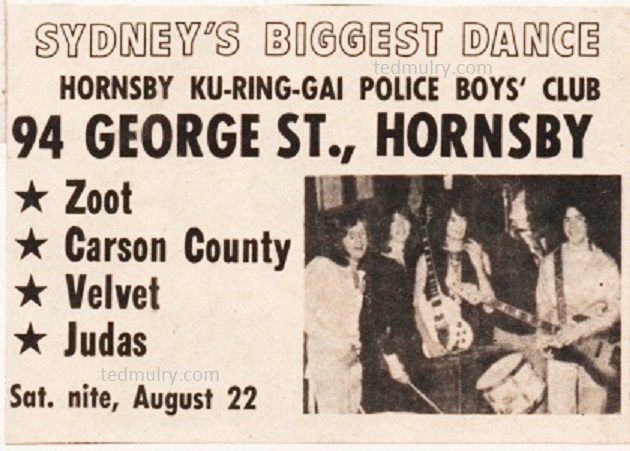 SYDNEY'S BIGGEST DANCE
tedmulry.com
HORNSBY KU-RING-GAI POLICE BOYS' CLUB
94 GEORGE ST., HORNSBY
★ Zoot
★ Carson County
★ Velvet
★ Judas
tedmulry.com
Sat. nite, August 22